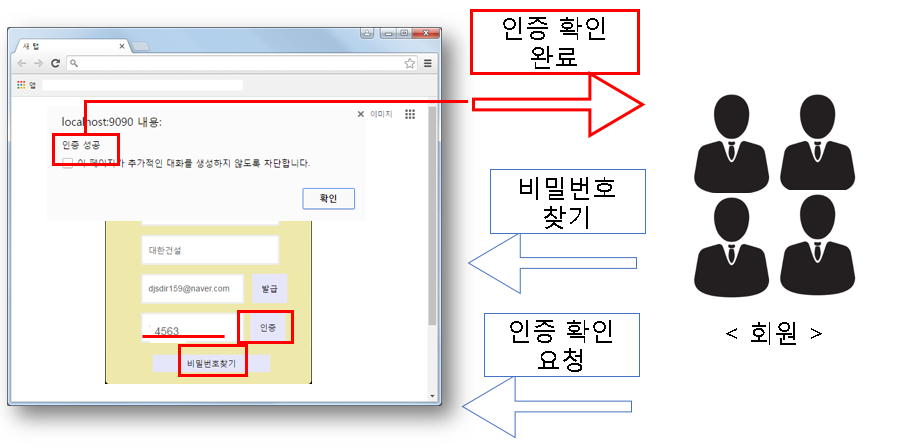 인증 확인
완료
새 탭
앱
localhost:9090 내용:
이미지
인증 성공
이 페이지가 추가적인 대화를 생성하지 않도록 차단합니다.
확인
비밀번호
찾기
대한건설
djsdir159@naver.com
발급
4563
인증
비밀번호찾기
인증 확인
요청
< 회원 >